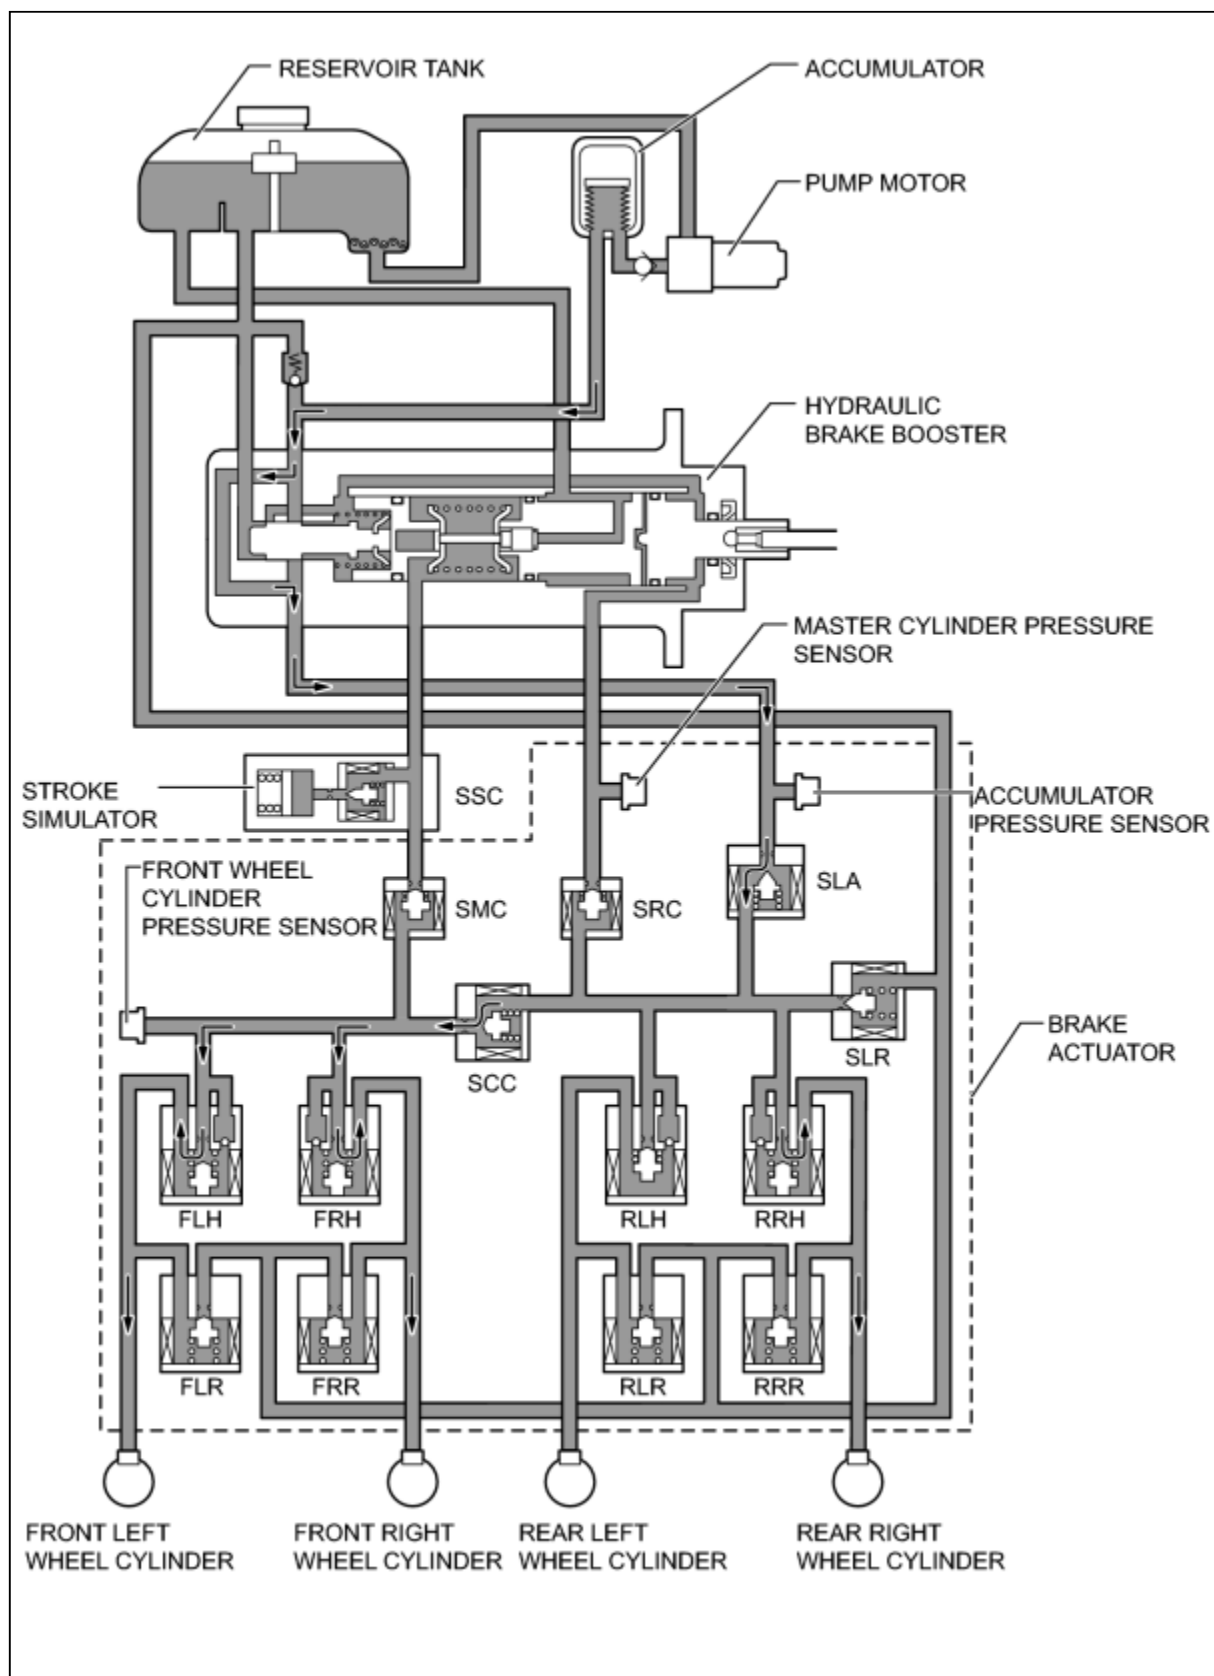 RESERVOIR TANK
ACCUMULATOR
PUMP MOTOR
HYDRAULIC
BRAKE BOOSTER
MASTER CYLINDER PRESSURE
SENSOR
STROKE
SIMULATOR
SSC
ACCUMULATOR
PRESSURE SENSOR
FRONT WHEEL
CYLINDER
PRESSURE SENSOR
SMC
SRC
SLA
SCC
SLR
BRAKE
ACTUATOR
FLH
FRH
RLH
RRH
FLR
FRR
RLR
RRR
FRONT LEFT
WHEEL CYLINDER
FRONT RIGHT
WHEEL CYLINDER
REAR LEFT
WHEEL CYLINDER
REAR RIGHT
WHEEL CYLINDER